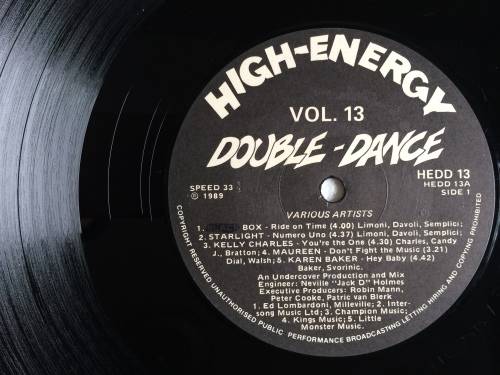 HIGH-ENERGY
VOL. 13
DOUBLE-DANCE
HEDD 13
HEDD 13A
SIDE 1
SPEED 33
℗ 1989
VARIOUS ARTISTS
1. BOX - Ride on Time (4.00) Limoni, Davoli, Semplici;
2. STARLIGHT - Numero Uno (4.37) Limoni, Davoli, Semplici;
3. KELLY CHARLES - You're the One (4.30) Charles, Candy
J., Bratton; 4. MAUREEN - Don't Fight the Music (3.21)
Dial, Walsh; 5. KAREN BAKER - Hey Baby (4.42)
Baker, Svorinic.
An Undercover Production and Mix
Engineer: Neville "Jack D" Holmes
Executive Producers: Robin Mann,
Peter Cooke, Patric van Blerk
1. Ed Lombardoni, Milleville; 2. Inter-
song Music Ltd; 3. Champion Music;
4. Kings Music; 5. Little
Monster Music.
COPYRIGHT RESERVED UNAUTHORISED PUBLIC PERFORMANCE BROADCASTING LETTING HIRING AND COPYING PROHIBITED